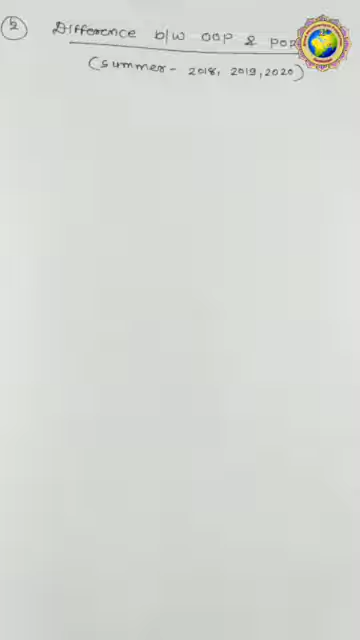 2 Difference b/w OOP & POP
(Summer - 2018, 2019, 2020)